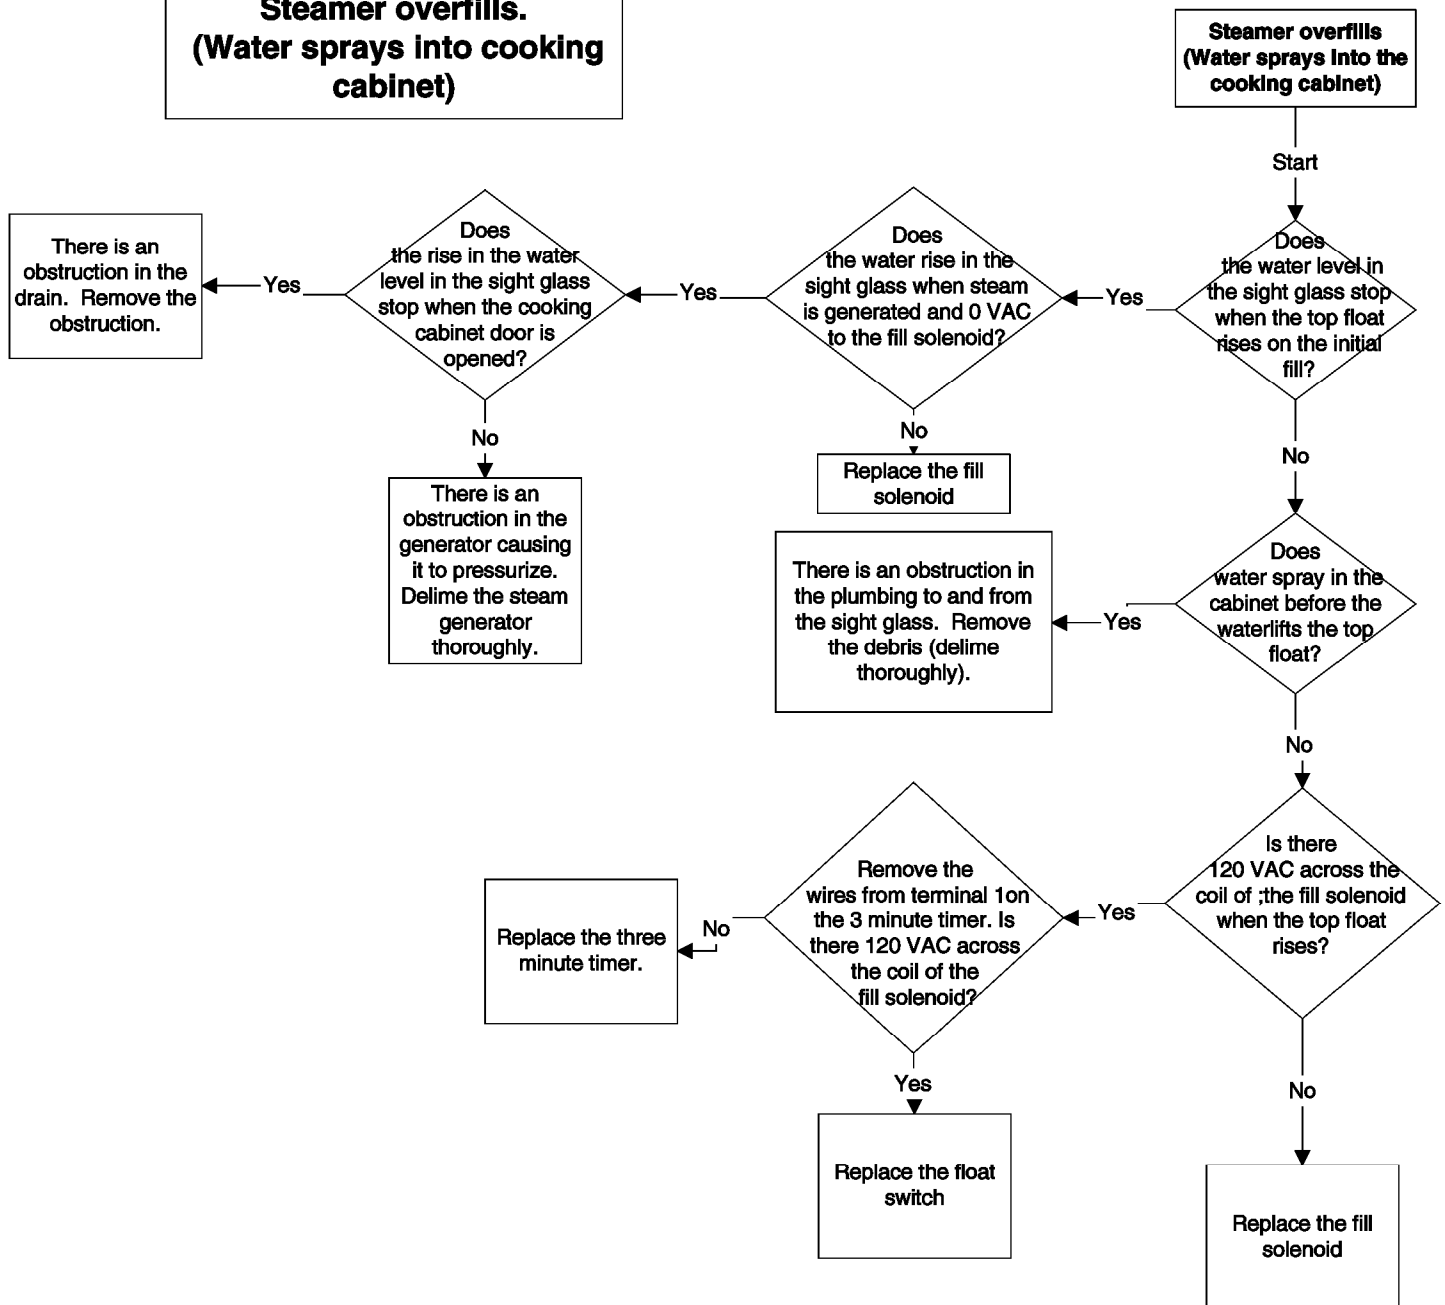 Steamer overfills.
(Water sprays into cooking
cabinet)
Steamer overfills
(Water sprays into the
cooking cabinet)
Start
Does
the water level in
the sight glass stop
when the top float
rises on the initial
fill?
Yes
Does
the water rise in the
sight glass when steam
is generated and 0 VAC
to the fill solenoid?
Yes
Does
the rise in the water
level in the sight glass
stop when the cooking
cabinet door is
opened?
Yes
There is an
obstruction in the
drain.  Remove the
obstruction.
No
There is an
obstruction in the
generator causing
it to pressurize.
Delime the steam
generator
thoroughly.
No
Replace the fill
solenoid
No
Does
water spray in the
cabinet before the
waterlifts the top
float?
Yes
There is an obstruction in
the plumbing to and from
the sight glass.  Remove
the debris (delime
thoroughly).
No
Is there
120 VAC across the
coil of ;the fill solenoid
when the top float
rises?
Yes
Remove the
wires from terminal 1on
the 3 minute timer. Is
there 120 VAC across
the coil of the
fill solenoid?
No
Replace the three
minute timer.
Yes
Replace the float
switch
No
Replace the fill
solenoid